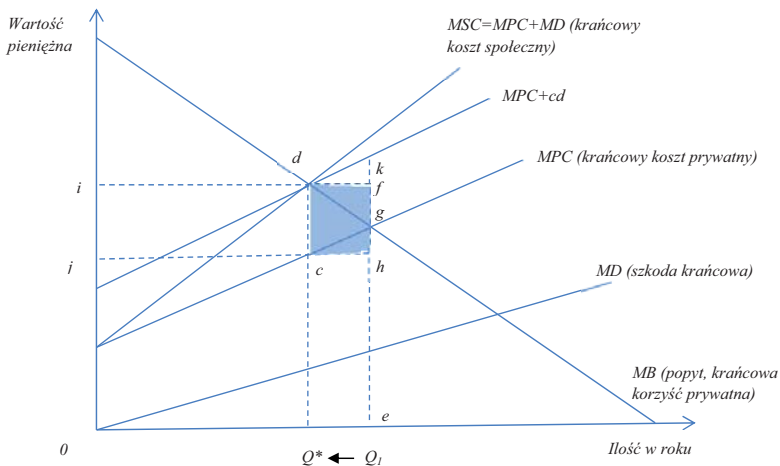 Wartość
pieniężna
MSC=MPC+MD (krańcowy
koszt społeczny)
MPC+cd
d
k
MPC (krańcowy koszt prywatny)
i
f
g
j
c
h
MD (szkoda krańcowa)
MB (popyt, krańcowa
korzyść prywatna)
e
0
Q* ← Q₁
Ilość w roku